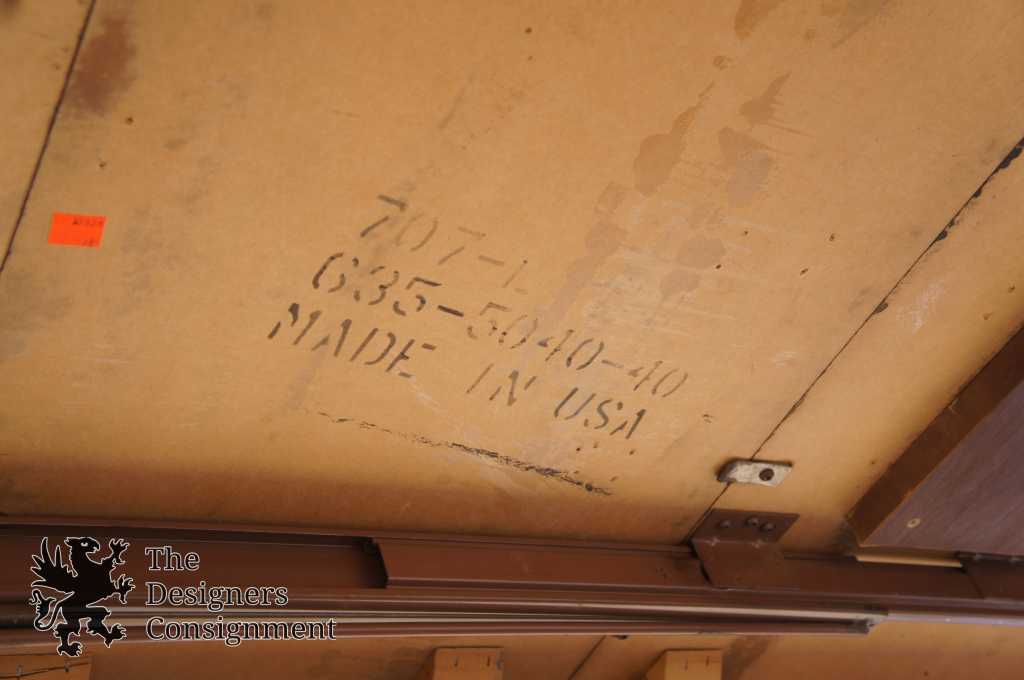 707-L
635-5040-40
MADE IN USA
The
Designers
Consignment